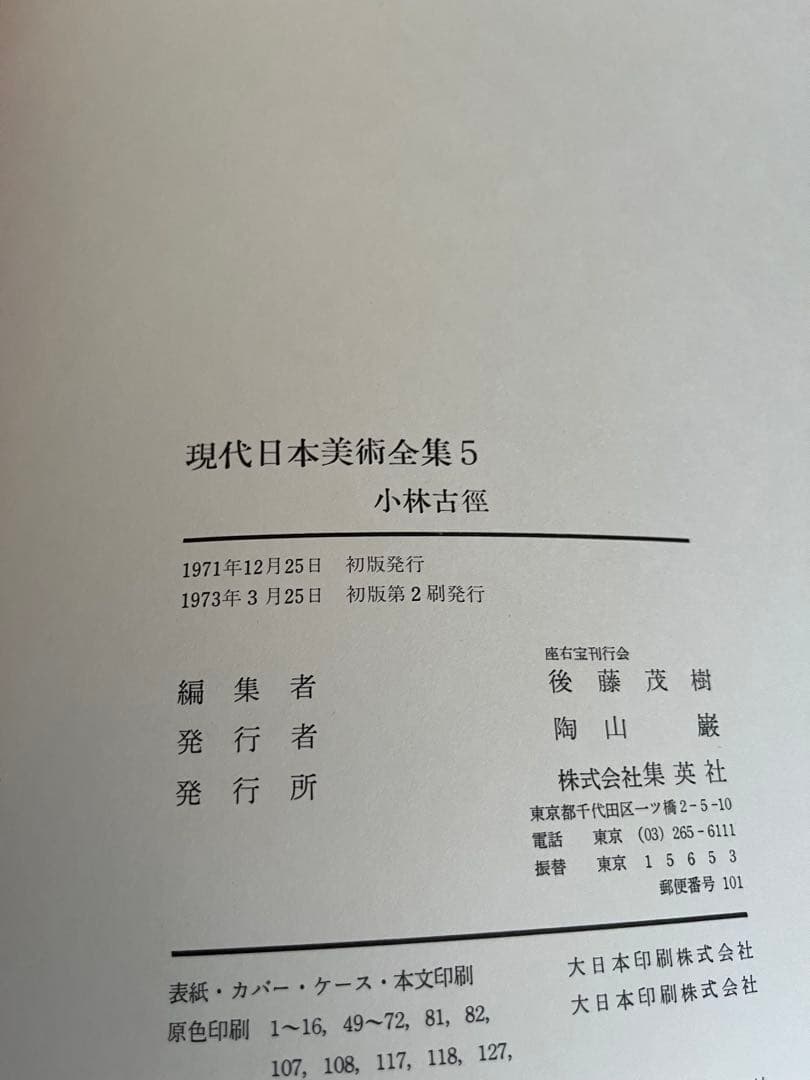 現代日本美術全集5
小林古徑
1971年12月25日 初版発行
1973年3月25日 初版第2刷発行
座右宝刊行会
編集者 後藤茂樹
発行者 陶山巌
発行所 株式会社集英社
東京都千代田区一ツ橋2-5-10
電話 東京 (03) 265-6111
振替 東京 15653
郵便番号 101
表紙・カバー・ケース・本文印刷 大日本印刷株式会社
原色印刷 1〜16, 49〜72, 81, 82, 大日本印刷株式会社
107, 108, 117, 118, 127,